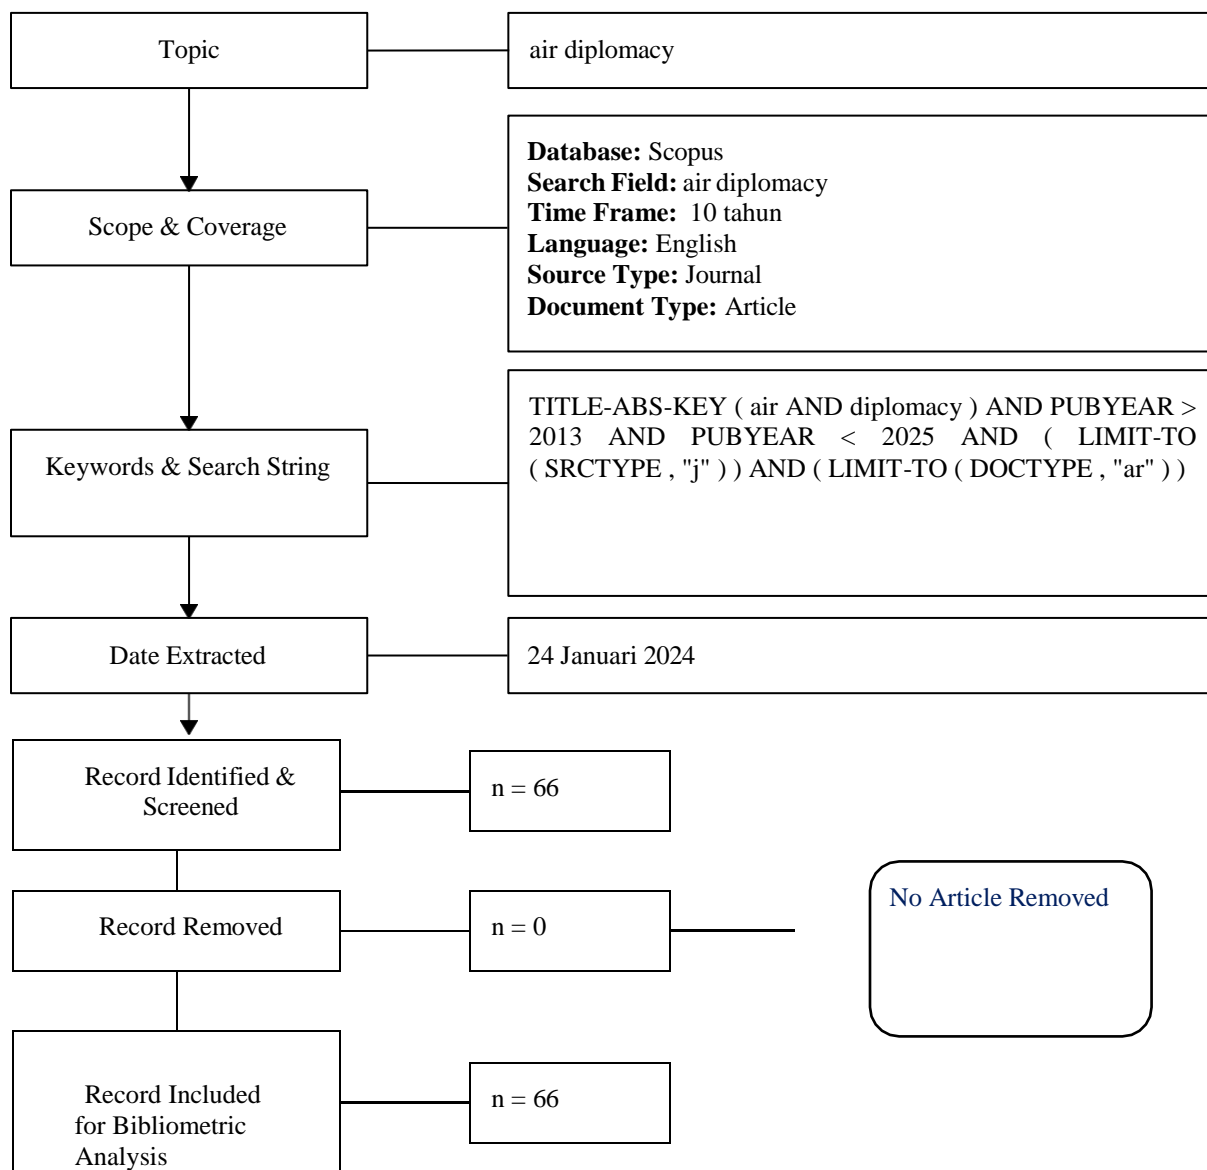 Topic
air diplomacy
Scope & Coverage
Database: Scopus
Search Field: air diplomacy
Time Frame: 10 tahun
Language: English
Source Type: Journal
Document Type: Article
Keywords & Search String
TITLE-ABS-KEY ( air AND diplomacy ) AND PUBYEAR >
2013 AND PUBYEAR < 2025 AND ( LIMIT-TO
( SRCTYPE , "j" ) ) AND ( LIMIT-TO ( DOCTYPE , "ar" ) )
Date Extracted
24 Januari 2024
Record Identified &
Screened
n = 66
Record Removed
n = 0
No Article Removed
Record Included
for Bibliometric
Analysis
n = 66